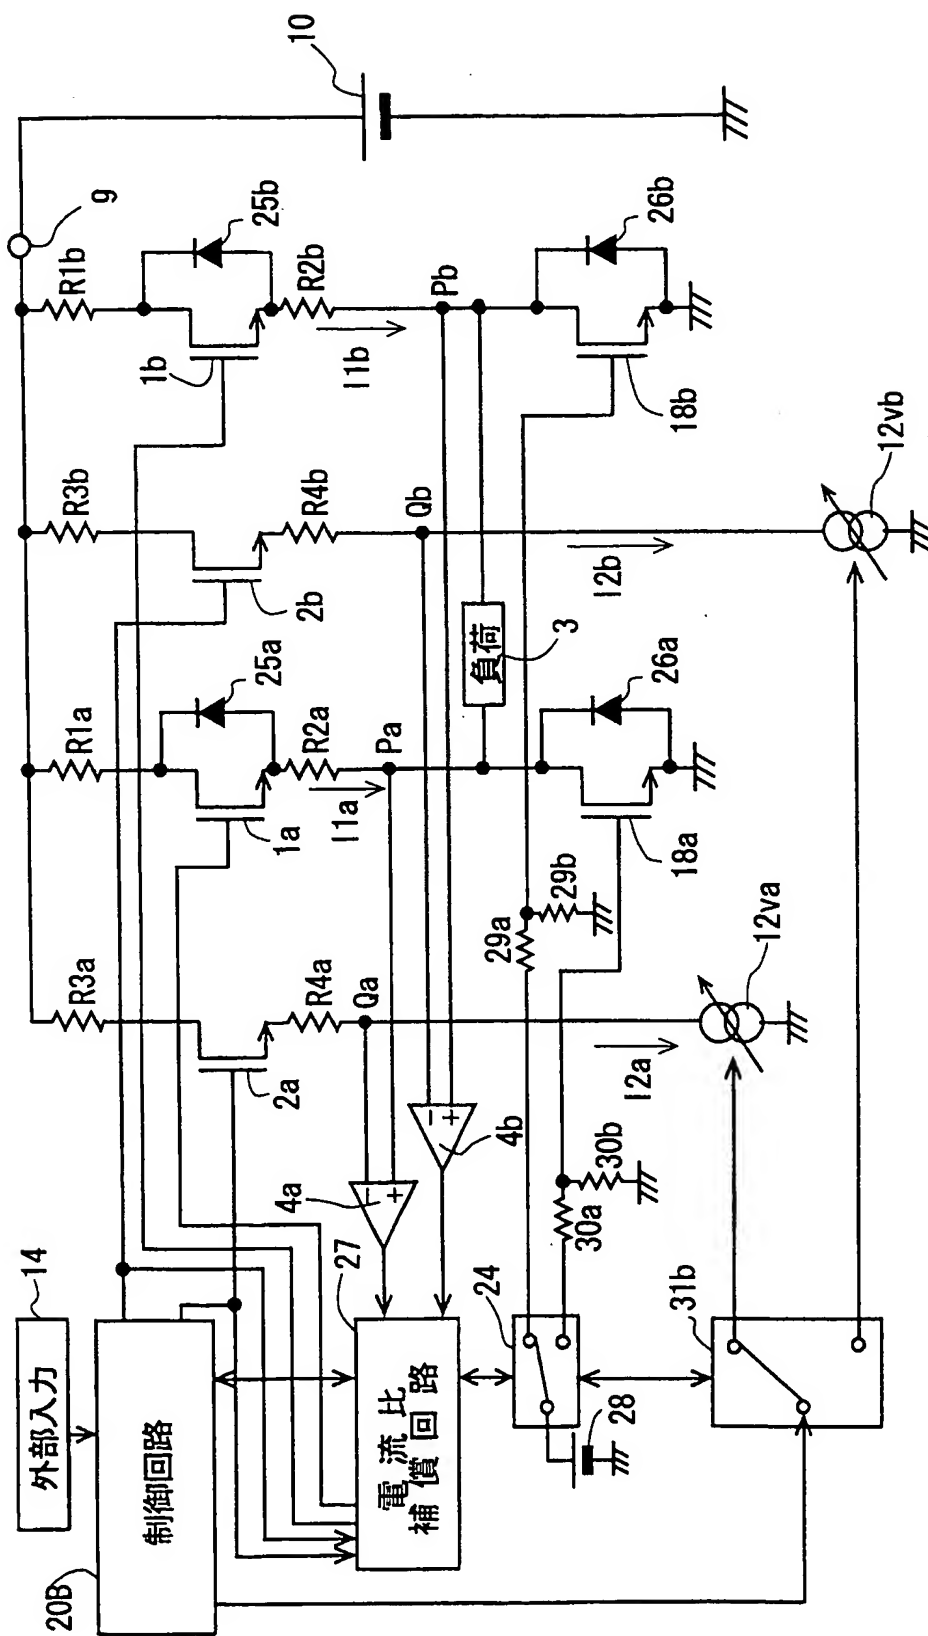 外部入力
14
制御回路
20B
電流比
補償回路
27
4a
4b
24
28
31b
30a
30b
29a
29b
R3a
2a
R4a
Qa
I2a
12va
R1a
1a
25a
R2a
I1a
Pa
負荷
3
26a
18a
R3b
2b
R4b
Qb
I2b
12vb
R1b
1b
25b
R2b
I1b
Pb
26b
18b
9
10
−
+
−
+